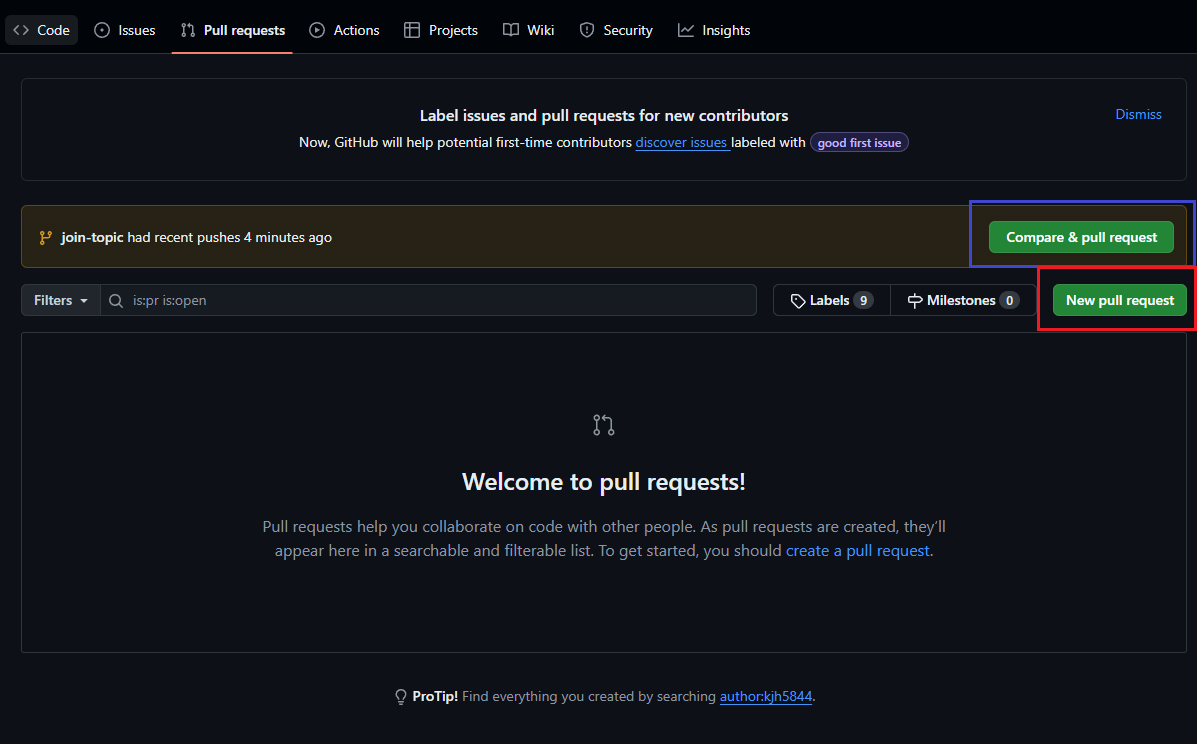 Code Issues Pull requests Actions Projects Wiki Security Insights
Label issues and pull requests for new contributors
Dismiss
Now, GitHub will help potential first-time contributors discover issues labeled with good first issue
join-topic had recent pushes 4 minutes ago
Compare & pull request
Filters is:pr is:open Labels 9 Milestones 0 New pull request
Welcome to pull requests!
Pull requests help you collaborate on code with other people. As pull requests are created, they’ll
appear here in a searchable and filterable list. To get started, you should create a pull request.
ProTip! Find everything you created by searching author:kjh5844.